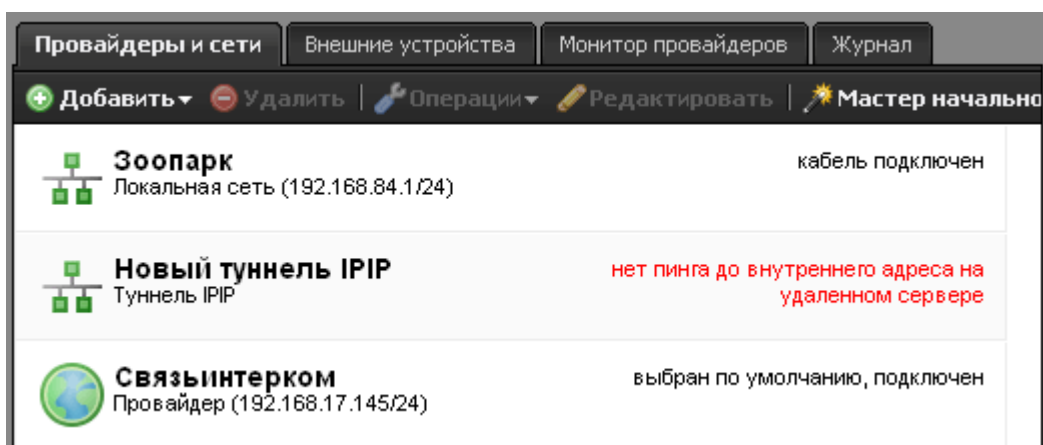 Провайдеры и сети Внешние устройства Монитор провайдеров Журнал
Добавить Удалить Операции Редактировать Мастер начально
Зоопарк кабель подключен
Локальная сеть (192.168.84.1/24)
Новый туннель IPIP нет пинга до внутреннего адреса на
Туннель IPIP удаленном сервере
Связьинтерком выбран по умолчанию, подключен
Провайдер (192.168.17.145/24)